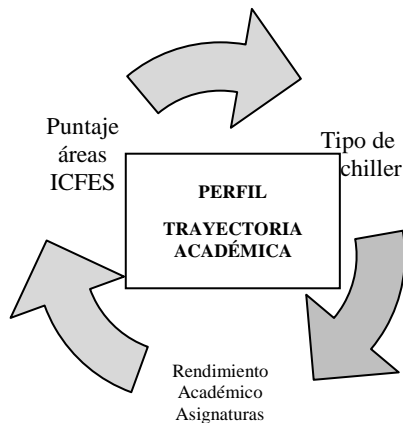 Puntaje
áreas
ICFES
Tipo de
chiller
PERFIL
TRAYECTORIA
ACADÉMICA
Rendimiento
Académico
Asignaturas